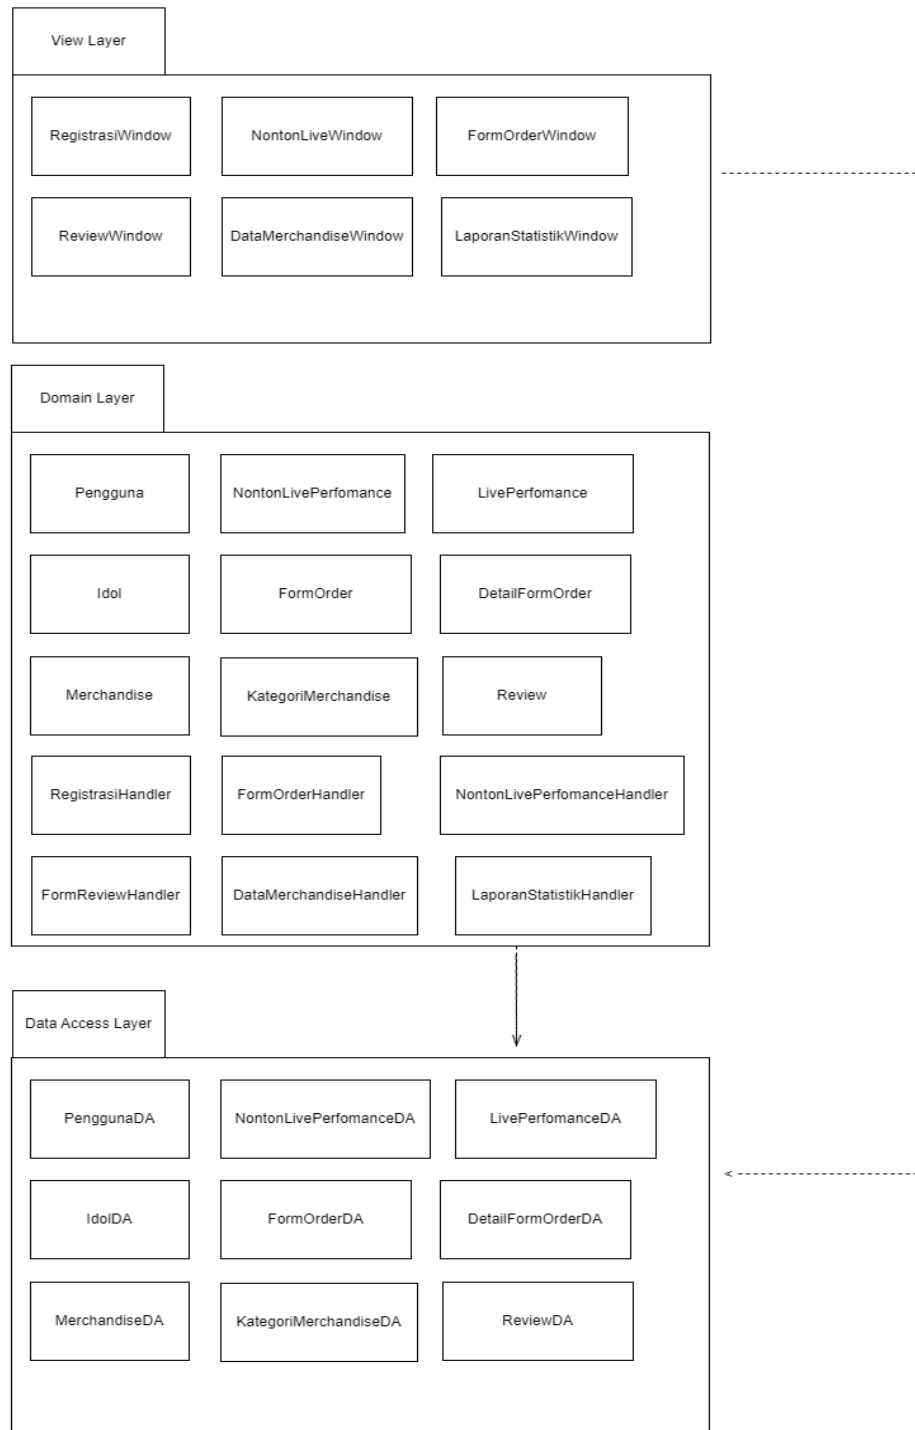 View Layer
RegistrasiWindow
NontonLiveWindow
FormOrderWindow
ReviewWindow
DataMerchandiseWindow
LaporanStatistikWindow
Domain Layer
Pengguna
NontonLivePerfomance
LivePerfomance
Idol
FormOrder
DetailFormOrder
Merchandise
KategoriMerchandise
Review
RegistrasiHandler
FormOrderHandler
NontonLivePerfomanceHandler
FormReviewHandler
DataMerchandiseHandler
LaporanStatistikHandler
Data Access Layer
PenggunaDA
NontonLivePerfomanceDA
LivePerfomanceDA
IdolDA
FormOrderDA
DetailFormOrderDA
MerchandiseDA
KategoriMerchandiseDA
ReviewDA